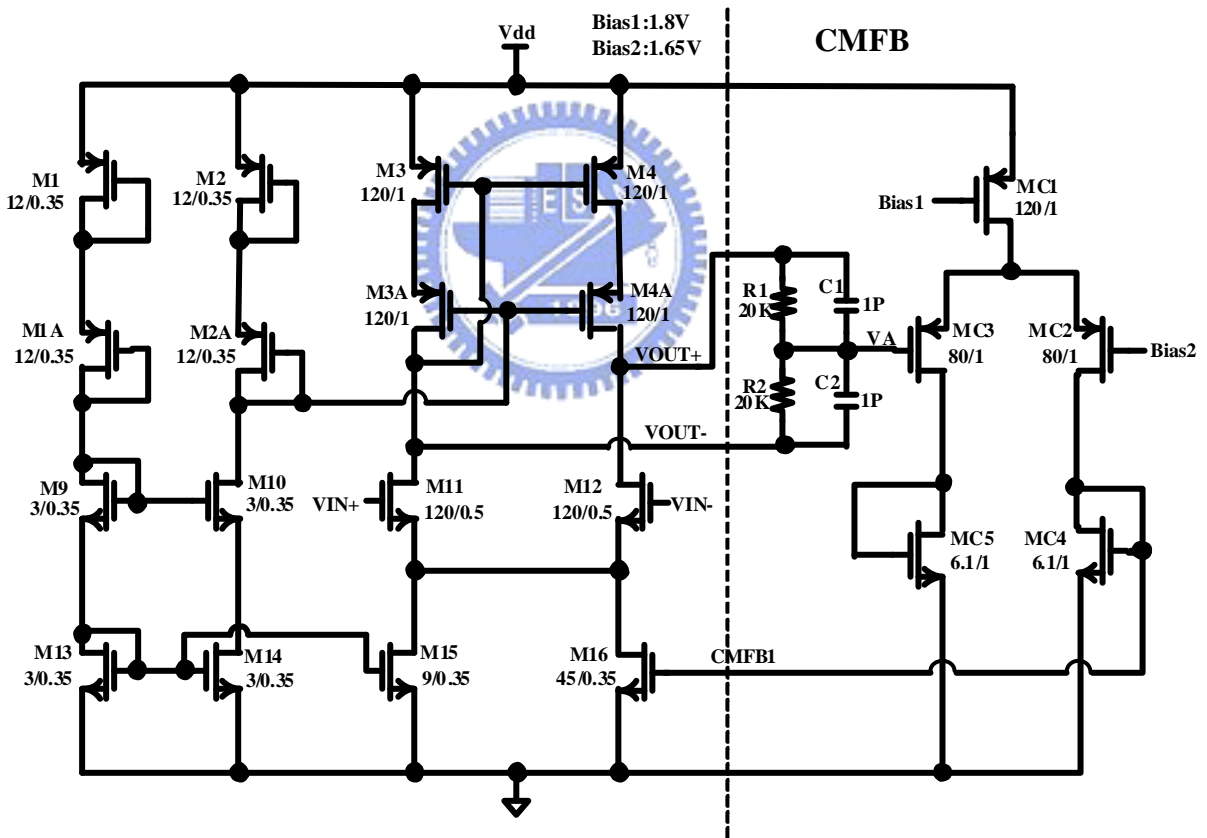 Vdd
Bias1:1.8V
Bias2:1.65V
CMFB
M1
12/0.35
M2
12/0.35
M3
120/1
M4
120/1
MC1
120/1
Bias1
M1A
12/0.35
M2A
12/0.35
M3A
120/1
M4A
120/1
VOUT+
R1
20K
C1
1P
VA
MC3
80/1
MC2
80/1
Bias2
R2
20K
C2
1P
VOUT-
M9
3/0.35
M10
3/0.35
VIN+
M11
120/0.5
M12
120/0.5
VIN-
MC5
6.1/1
MC4
6.1/1
M13
3/0.35
M14
3/0.35
M15
9/0.35
M16
45/0.35
CMFB1